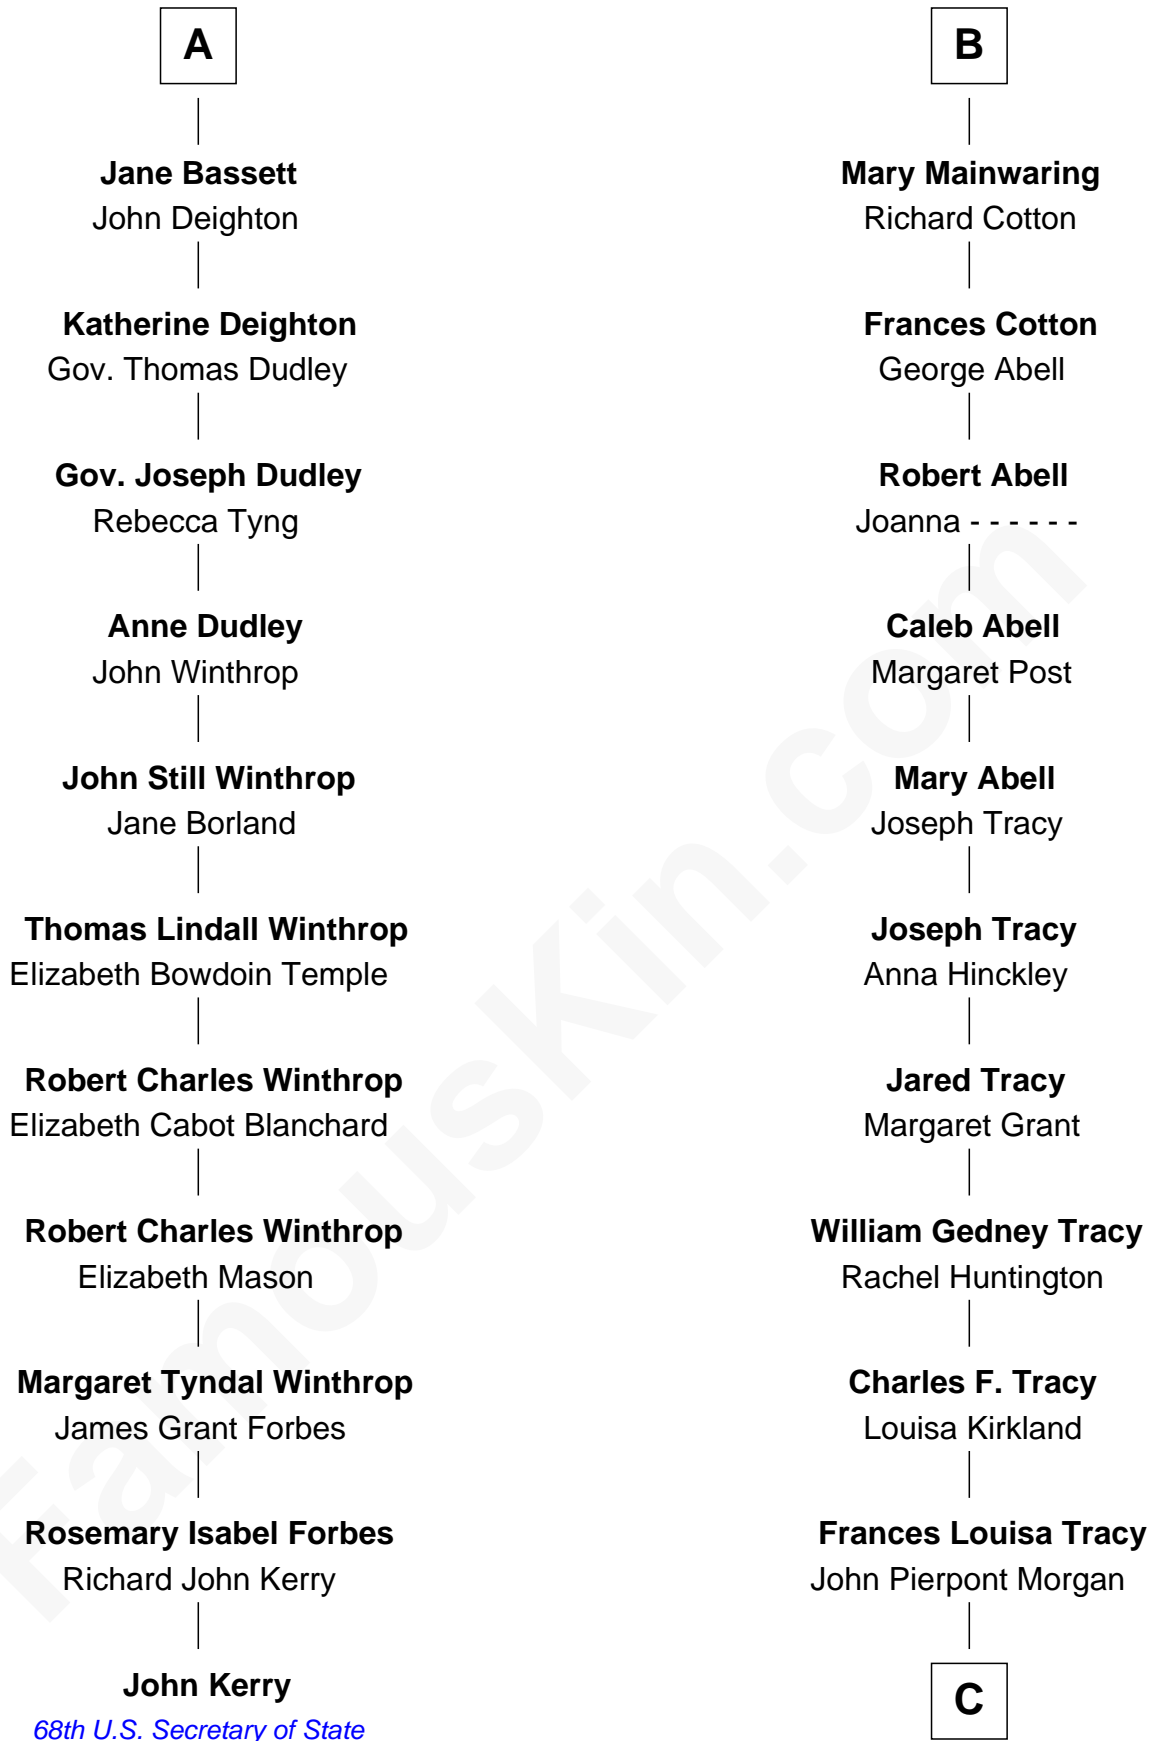 A
Jane Bassett
John Deighton
Katherine Deighton
Gov. Thomas Dudley
Gov. Joseph Dudley
Rebecca Tyng
Anne Dudley
John Winthrop
John Still Winthrop
Jane Borland
Thomas Lindall Winthrop
Elizabeth Bowdoin Temple
Robert Charles Winthrop
Elizabeth Cabot Blanchard
Robert Charles Winthrop
Elizabeth Mason
Margaret Tyndal Winthrop
James Grant Forbes
Rosemary Isabel Forbes
Richard John Kerry
John Kerry
68th U.S. Secretary of State
B
Mary Mainwaring
Richard Cotton
Frances Cotton
George Abell
Robert Abell
Joanna - - - - - -
Caleb Abell
Margaret Post
Mary Abell
Joseph Tracy
Joseph Tracy
Anna Hinckley
Jared Tracy
Margaret Grant
William Gedney Tracy
Rachel Huntington
Charles F. Tracy
Louisa Kirkland
Frances Louisa Tracy
John Pierpont Morgan
C
FamousKin.com